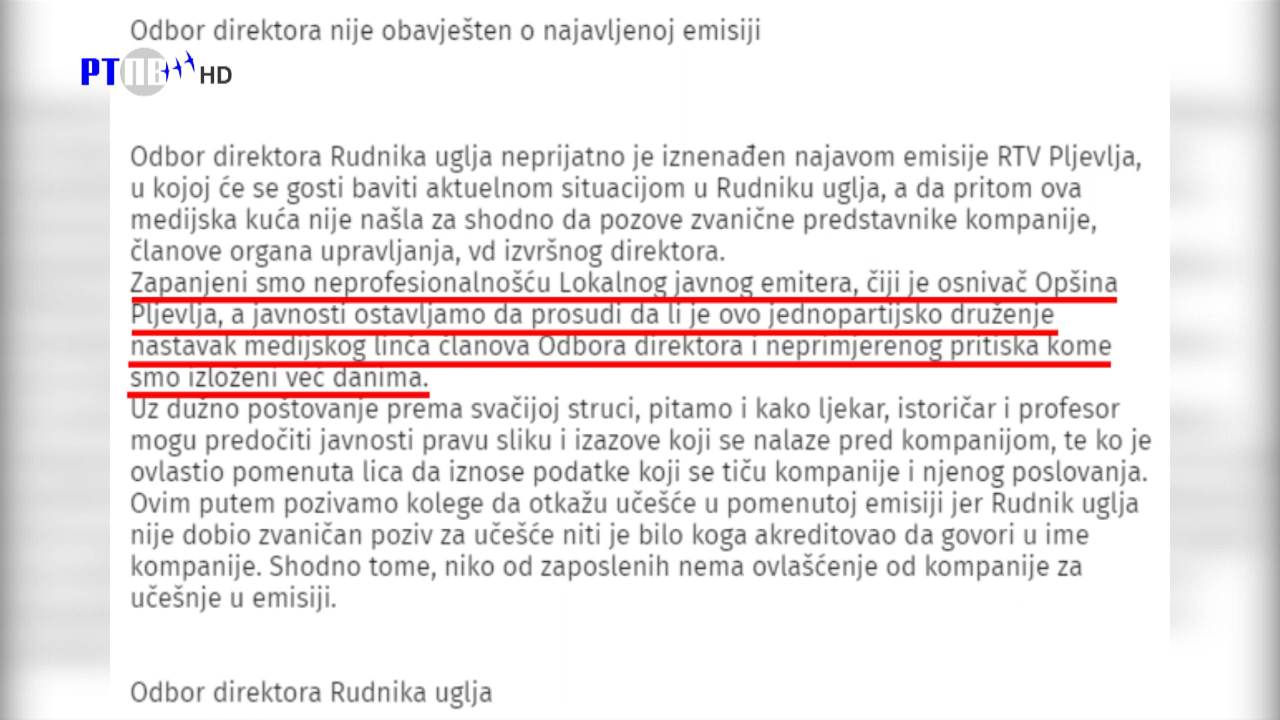 Odbor direktora nije obavješten o najavljenoj emisiji
РТ ПВ HD
Odbor direktora Rudnika uglja neprijatno je iznenađen najavom emisije RTV Pljevlja,
u kojoj će se gosti baviti aktuelnom situacijom u Rudniku uglja, a da pritom ova
medijska kuća nije našla za shodno da pozove zvanične predstavnike kompanije,
članove organa upravljanja, vd izvršnog direktora.
Zapanjeni smo neprofesionalnošću Lokalnog javnog emitera, čiji je osnivač Opšina
Pljevlja, a javnosti ostavljamo da prosudi da li je ovo jednopartijsko druženje
nastavak medijskog linča članova Odbora direktora i neprimjerenog pritiska kome
smo izloženi već danima.
Uz dužno poštovanje prema svačijoj struci, pitamo i kako ljekar, istoričar i profesor
mogu predočiti javnosti pravu sliku i izazove koji se nalaze pred kompanijom, te ko je
ovlastio pomenuta lica da iznose podatke koji se tiču kompanije i njenog poslovanja.
Ovim putem pozivamo kolege da otkažu učešće u pomenutoj emisiji jer Rudnik uglja
nije dobio zvaničan poziv za učešće niti je bilo koga akreditovao da govori u ime
kompanije. Shodno tome, niko od zaposlenih nema ovlašćenje od kompanije za
učešnje u emisiji.
Odbor direktora Rudnika uglja